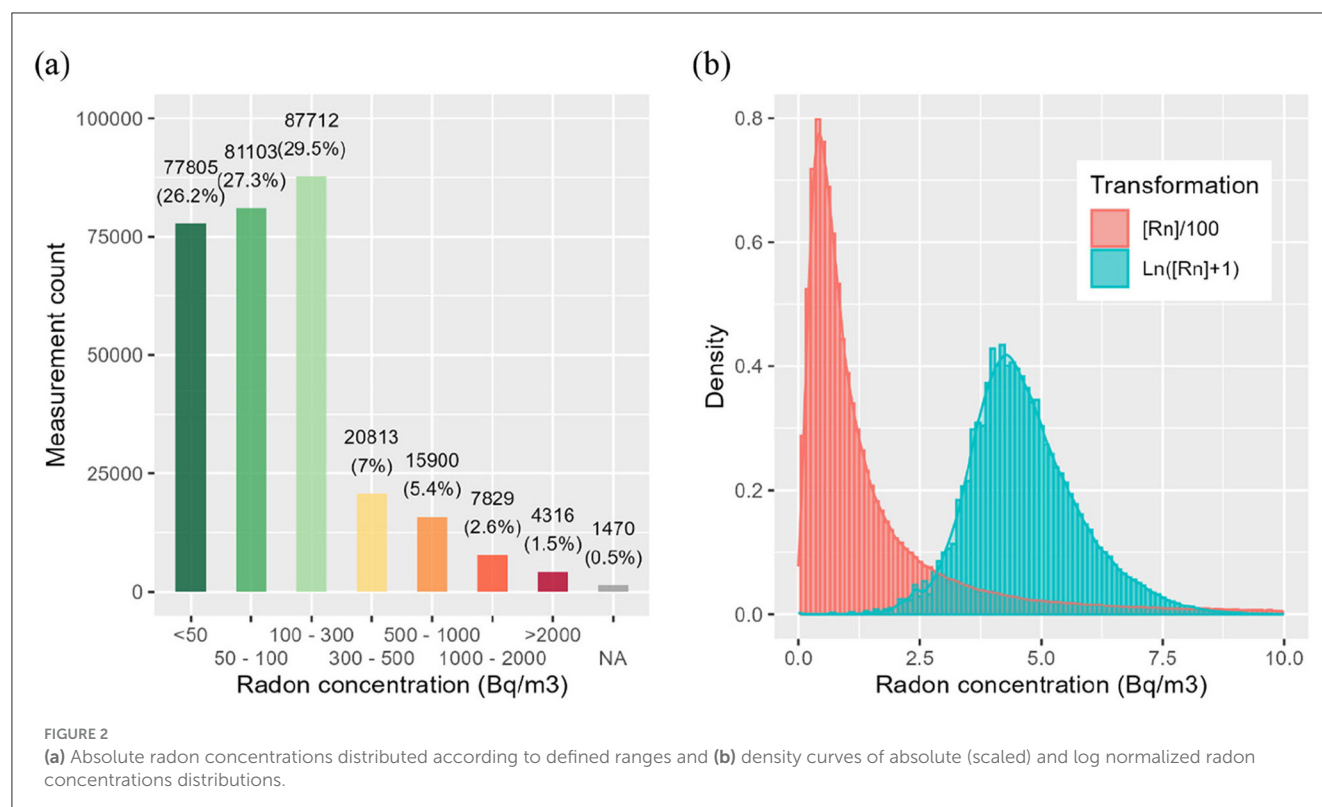 (a)
Measurement count
100000
75000
50000
25000
0
77805
(26.2%)
81103
(27.3%)
87712
(29.5%)
20813
(7%)
15900
(5.4%)
7829
(2.6%)
4316
(1.5%)
1470
(0.5%)
<50
50 - 100
100 - 300
300 - 500
500 - 1000
1000 - 2000
>2000
NA
Radon concentration (Bq/m3)
(b)
Density
0.8
0.6
0.4
0.2
0.0
Transformation
[Rn]/100
Ln([Rn]+1)
0.0
2.5
5.0
7.5
10.0
Radon concentration (Bq/m3)
FIGURE 2
(a) Absolute radon concentrations distributed according to defined ranges and (b) density curves of absolute (scaled) and log normalized radon
concentrations distributions.